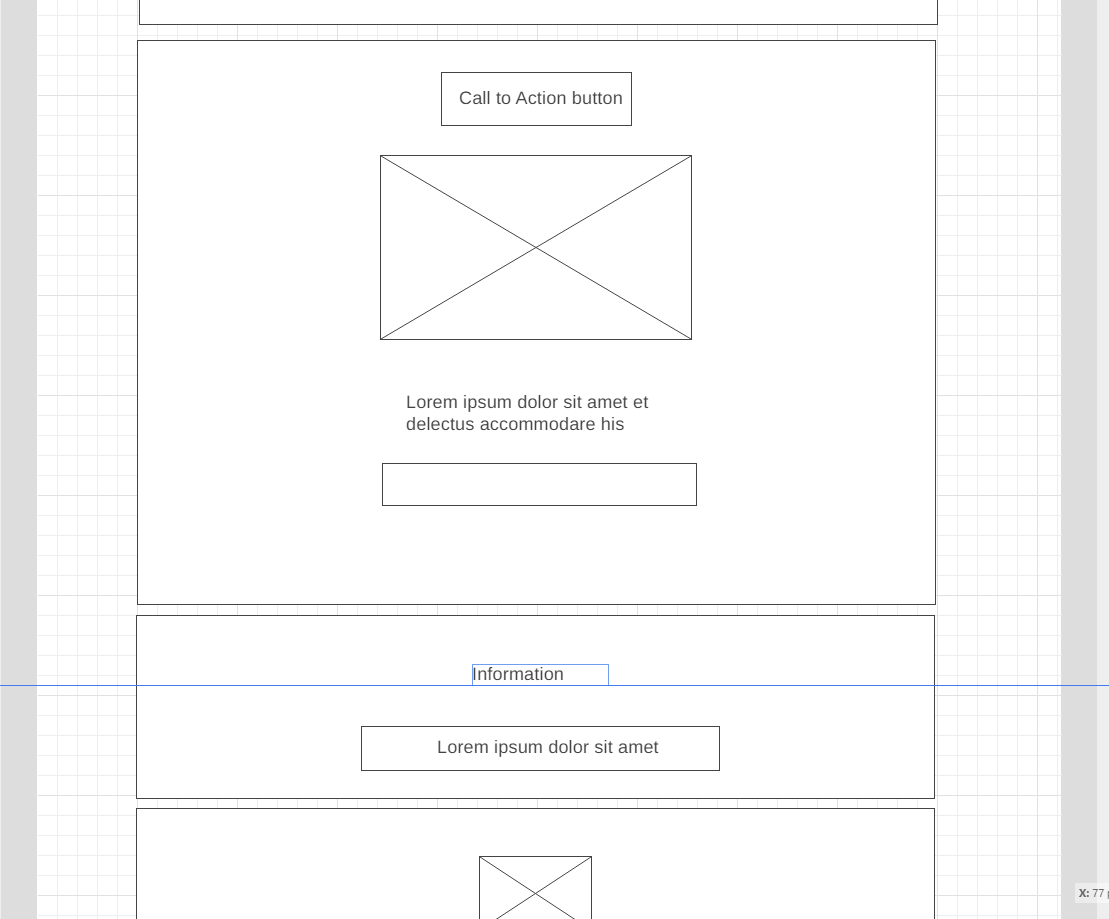 Call to Action button
Lorem ipsum dolor sit amet et
delectus accommodare his
Information
Lorem ipsum dolor sit amet
X: 77